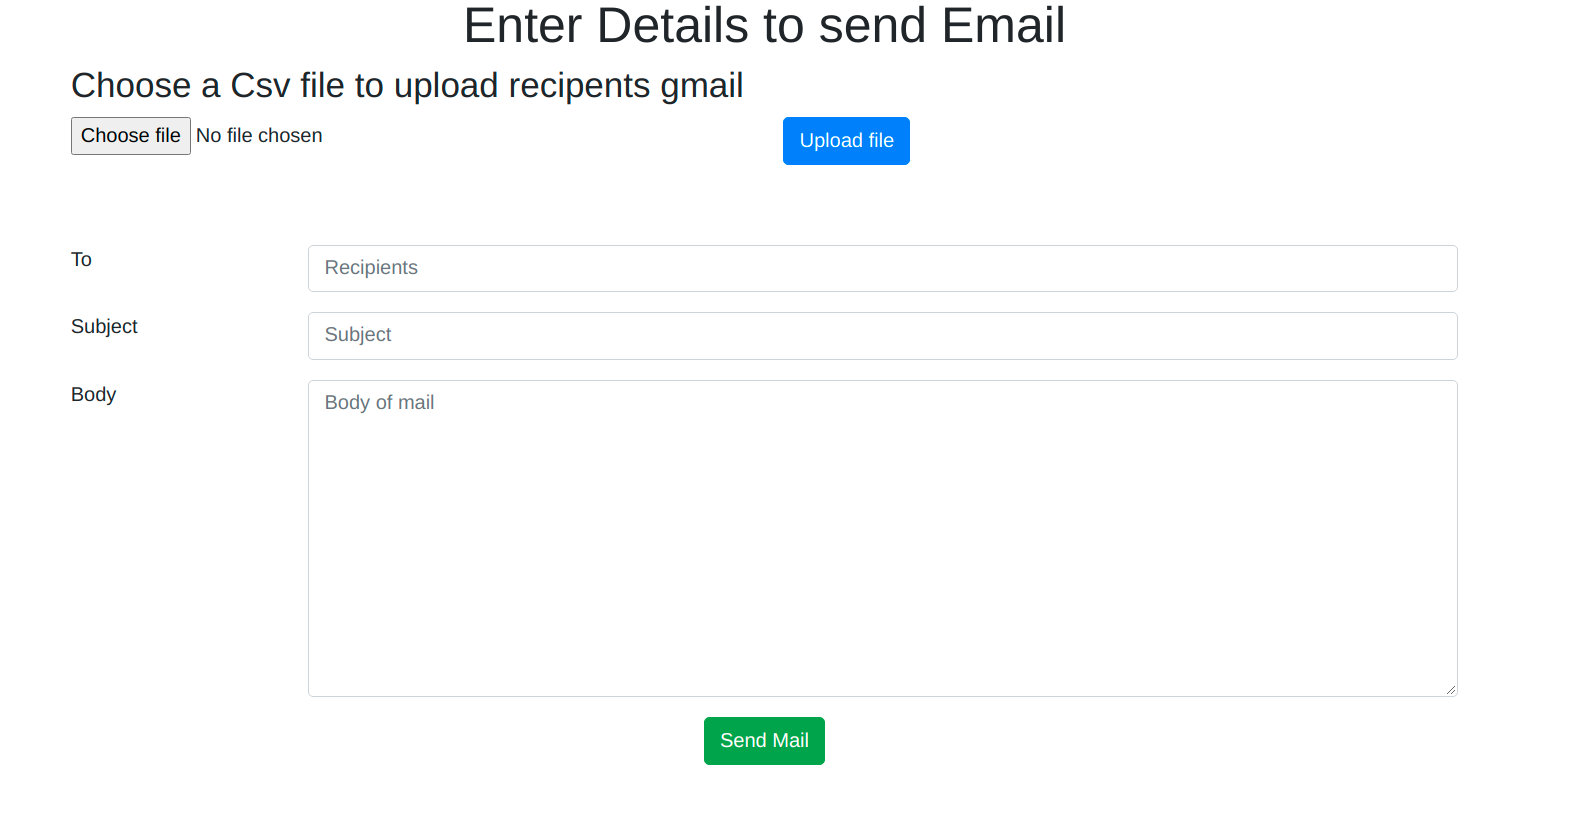 Enter Details to send Email
Choose a Csv file to upload recipents gmail
Choose file No file chosen
Upload file
To
Recipients
Subject
Subject
Body
Body of mail
Send Mail